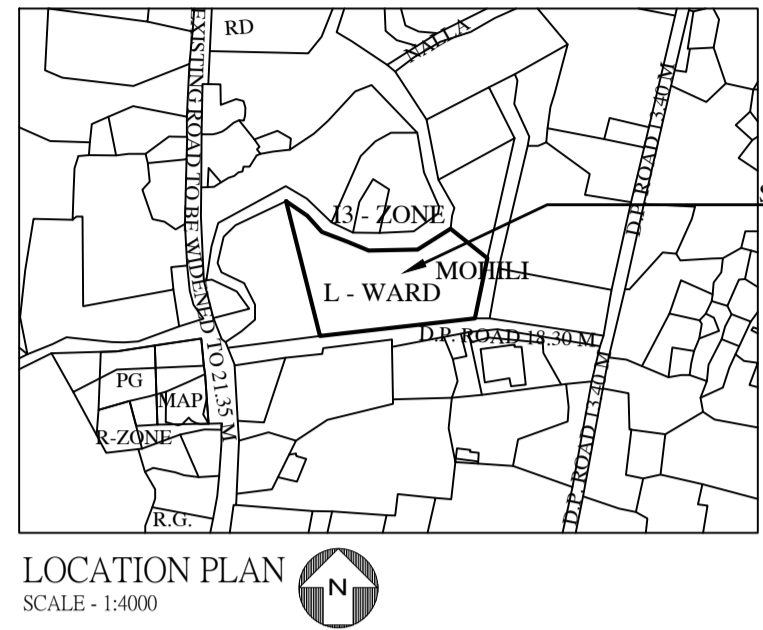 RD
NALLA
EXISTING ROAD TO BE WIDENED TO 21.35 M
D.P. ROAD 13.40 M
S
I3 - ZONE
MOHILI
L - WARD
D.P. ROAD 18.30 M
PG
MAP
R-ZONE
D.P. ROAD 13.40 M
R.G.
LOCATION PLAN
SCALE - 1:4000
N